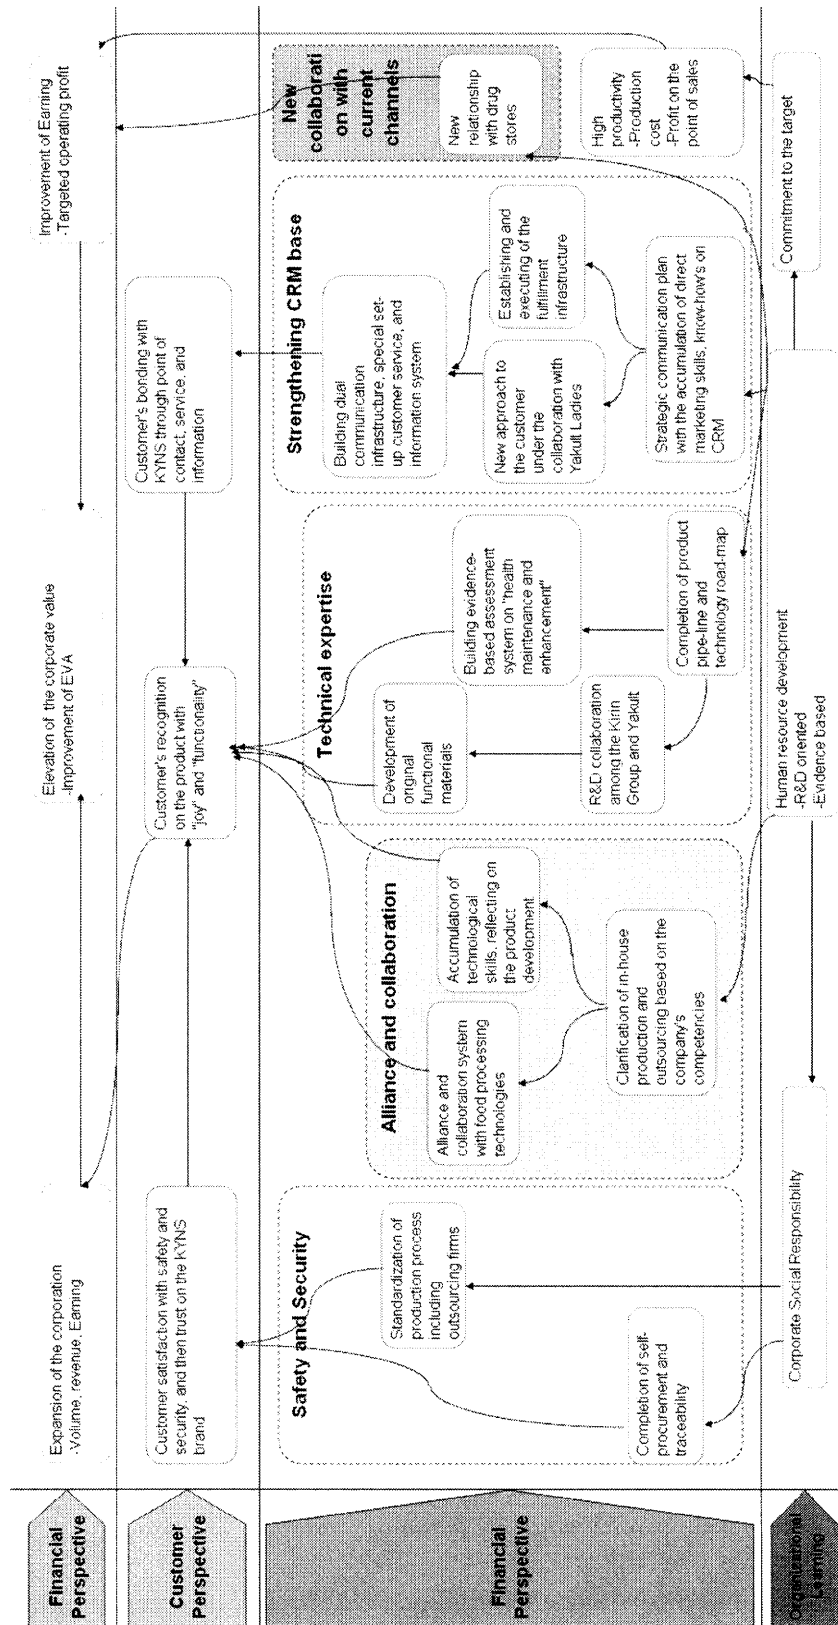 Financial
Perspective
Expansion of the corporation
-Volume, revenue, Earning
Elevation of the corporate value
-Improvement of EVA
Improvement of Earning
-Targeted operating profit
Customer
Perspective
Customer satisfaction with safety and
security, and then trust on the KYNS
brand
Customer's recognition
on the product with
"joy" and "functionality"
Customer's bonding with
KYNS through point of
contact, service, and
information
Financial
Perspective
Safety and Security
Standardization of
production process
including
outsourcing firms
Completion of self-
procurement and
traceability
Alliance and collaboration
Alliance and
collaboration system
with food processing
technologies
Accumulation of
technological
skills, reflecting on
the product
development
Clarification of in-house
production and
outsourcing based on the
company's
competencies
Technical expertise
Development of
original
functional
materials
Building evidence-
based assessment
system on "health
maintenance and
enhancement"
R&D collaboration
among the Kirin
Group and Yakult
Completion of product
pipe-line and
technology road-map
Strengthening CRM base
Building dual
communication
infrastructure, special set-
up customer service, and
information system
New approach to
the customer
under the
collaboration with
Yakult Ladies
Establishing and
executing of the
fulfillment
infrastructure
Strategic communication plan
with the accumulation of direct
marketing skills, know-how's on
CRM
New
collaborati
on with
current
channels
New
relationship
with drug
stores
High
productivity
-Production
cost
-Profit on the
point of sales
Organizational
Learning
Corporate Social Responsibility
Human resource development
-R&D oriented
-Evidence based
Commitment to the target